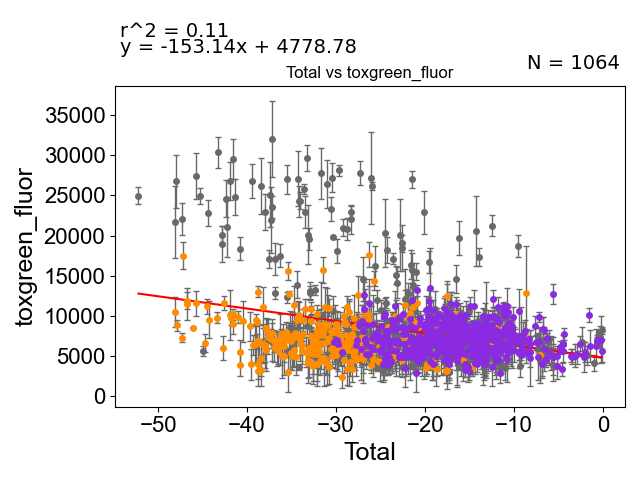 r^2 = 0.11
y = -153.14x + 4778.78
N = 1064
Total vs toxgreen_fluor
35000
30000
25000
20000
15000
10000
5000
0
toxgreen_fluor
−50
−40
−30
−20
−10
0
Total